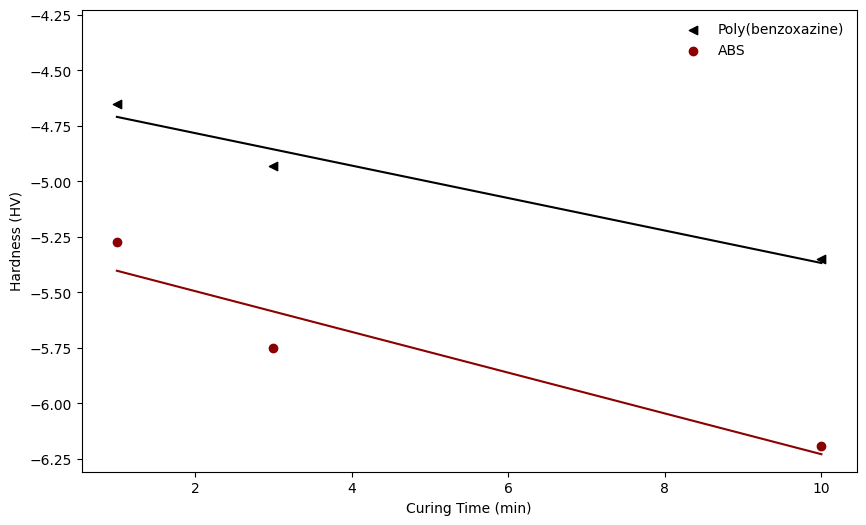 Poly(benzoxazine)
ABS
Hardness (HV)
−4.25
−4.50
−4.75
−5.00
−5.25
−5.50
−5.75
−6.00
−6.25
2 4 6 8 10
Curing Time (min)